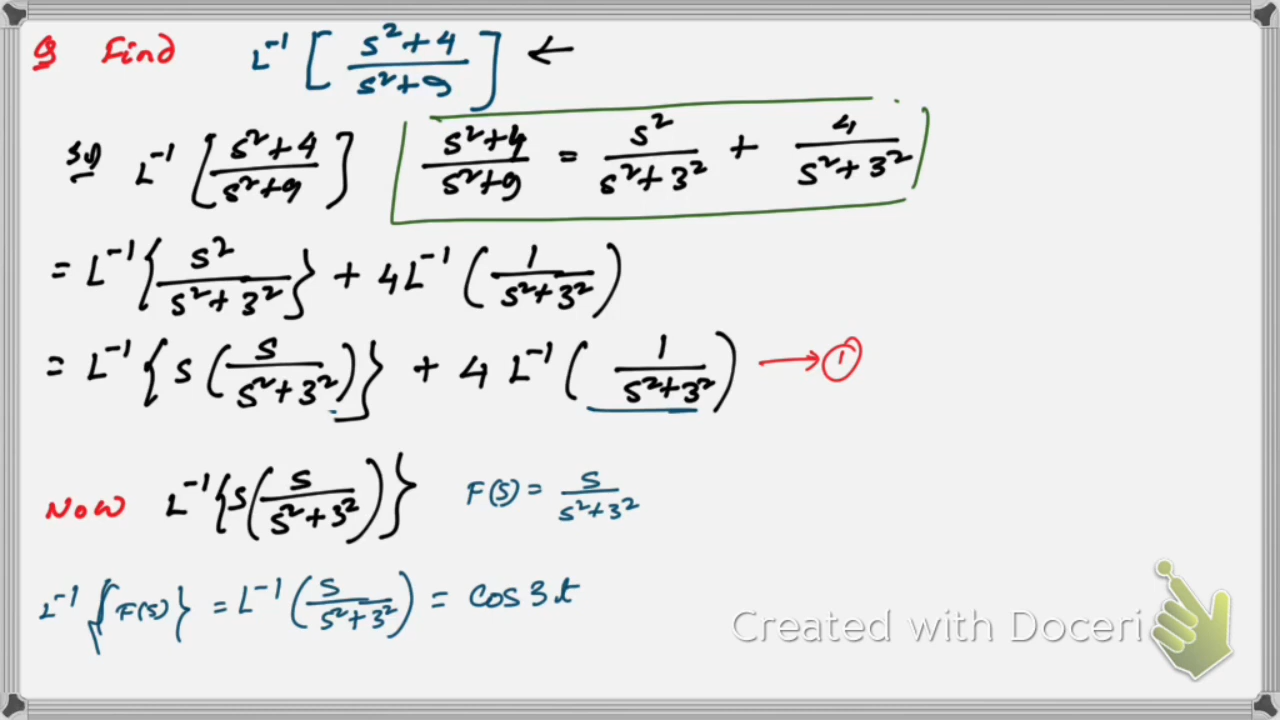 Q Find L⁻¹ [ (s²+4)/(s²+9) ] ←
Sol L⁻¹ [ (s²+4)/(s²+9) ] (s²+4)/(s²+9) = s²/(s²+3²) + 4/(s²+3²)
= L⁻¹ { s²/(s²+3²) } + 4L⁻¹ ( 1/(s²+3²) )
= L⁻¹ { s ( s/(s²+3²) ) } + 4 L⁻¹ ( 1/(s²+3²) ) → ①
Now L⁻¹ { s ( s/(s²+3²) ) } F(s) = s/(s²+3²)
L⁻¹ { F(s) } = L⁻¹ ( s/(s²+3²) ) = cos 3t
Created with Doceri